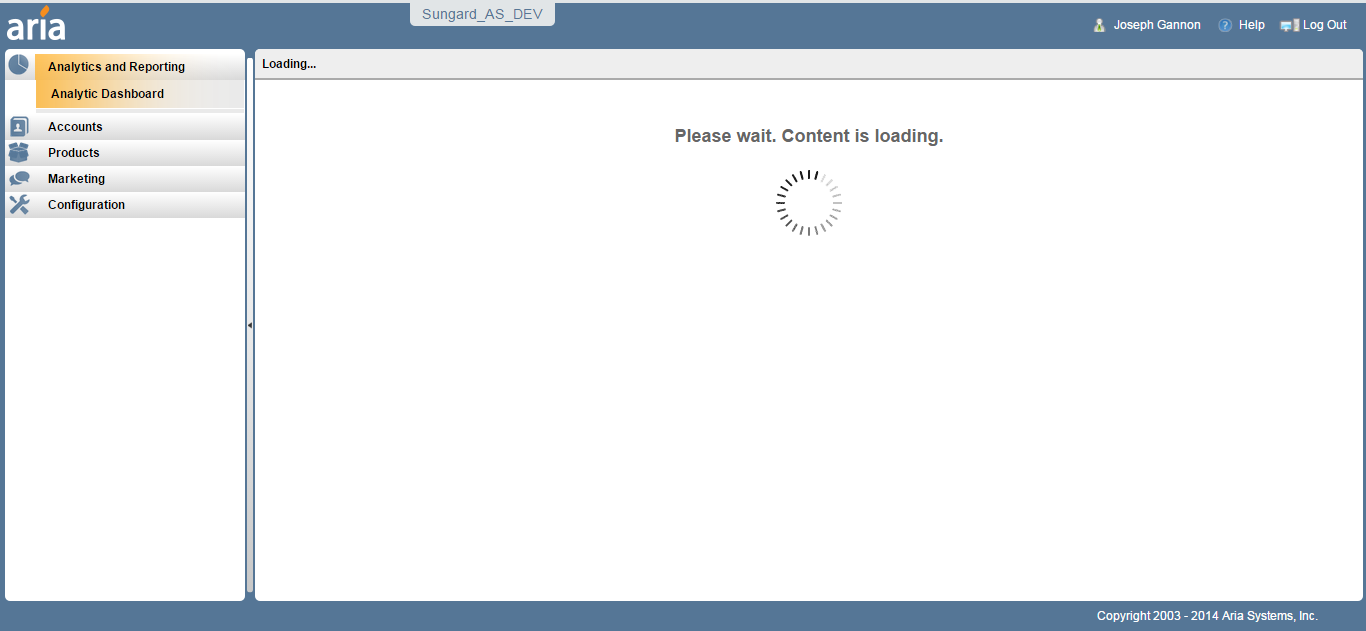 Sungard_AS_DEV
aria
Joseph Gannon
Help
Log Out
Analytics and Reporting
Analytic Dashboard
Accounts
Products
Marketing
Configuration
Loading...
Please wait. Content is loading.
Copyright 2003 - 2014 Aria Systems, Inc.